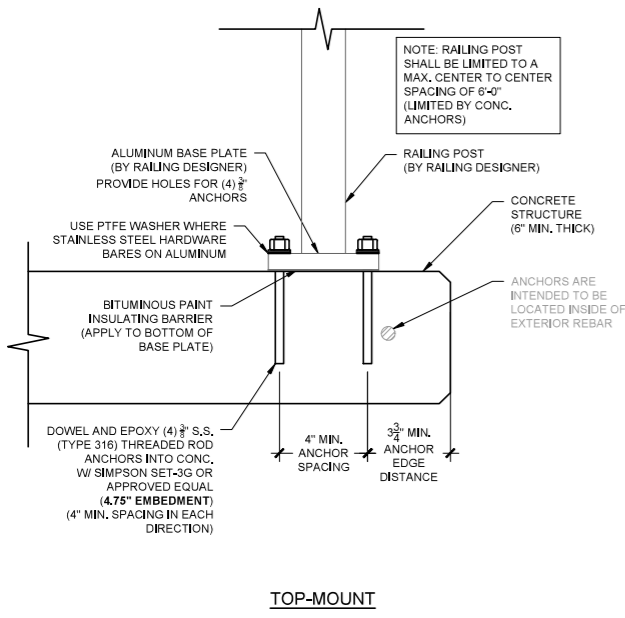 NOTE: RAILING POST
SHALL BE LIMITED TO A
MAX. CENTER TO CENTER
SPACING OF 6'-0"
(LIMITED BY CONC.
ANCHORS)
ALUMINUM BASE PLATE
(BY RAILING DESIGNER)
PROVIDE HOLES FOR (4) 3/8"
ANCHORS
RAILING POST
(BY RAILING DESIGNER)
USE PTFE WASHER WHERE
STAINLESS STEEL HARDWARE
BARES ON ALUMINUM
CONCRETE
STRUCTURE
(6" MIN. THICK)
BITUMINOUS PAINT
INSULATING BARRIER
(APPLY TO BOTTOM OF
BASE PLATE)
ANCHORS ARE
INTENDED TO BE
LOCATED INSIDE OF
EXTERIOR REBAR
DOWEL AND EPOXY (4) 3/8" S.S.
(TYPE 316) THREADED ROD
ANCHORS INTO CONC.
W/ SIMPSON SET-3G OR
APPROVED EQUAL
(4.75" EMBEDMENT)
(4" MIN. SPACING IN EACH
DIRECTION)
4" MIN.
ANCHOR
SPACING
3 3/4" MIN.
ANCHOR
EDGE
DISTANCE
TOP-MOUNT